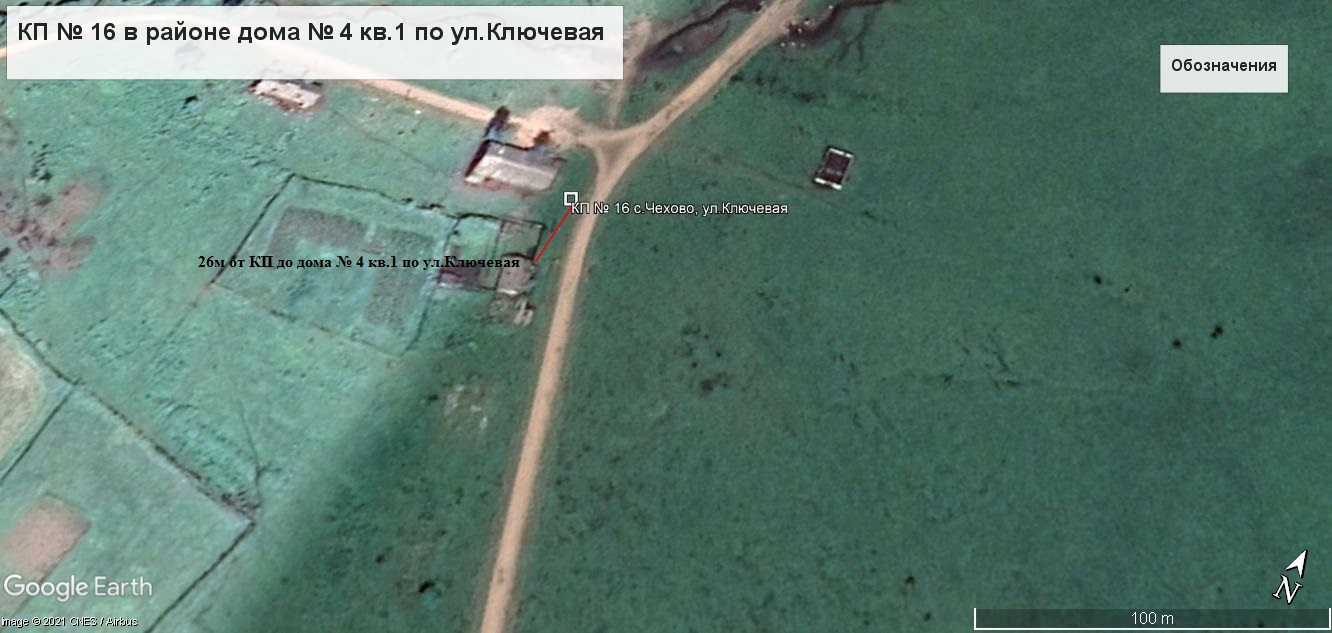 КП № 16 в районе дома № 4 кв.1 по ул.Ключевая
Обозначения
КП № 16 с.Чехово, ул.Ключевая
26м от КП до дома № 4 кв.1 по ул.Ключевая
Google Earth
Image © 2021 CNES / Airbus
N
100 m